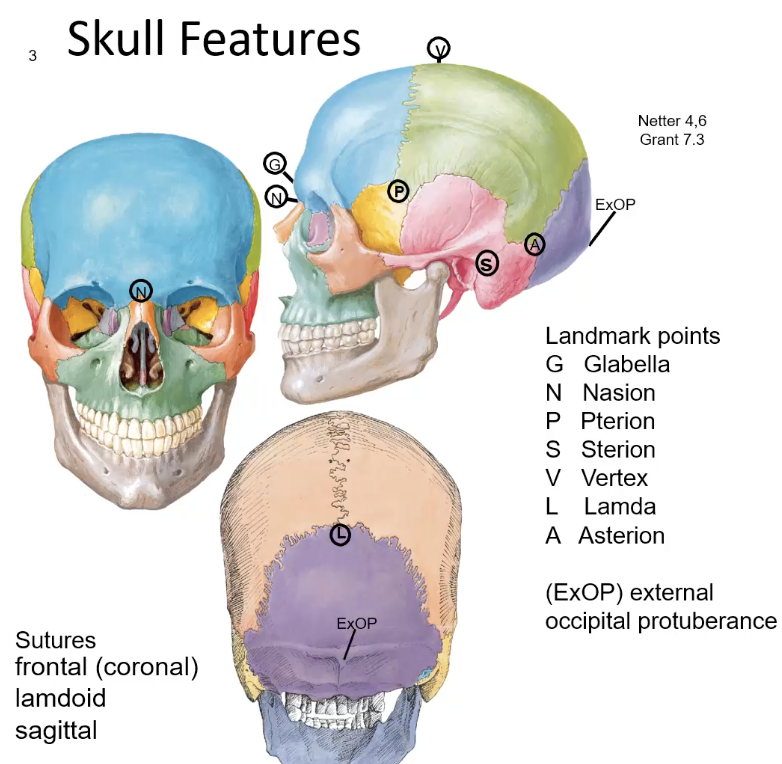 3
Skull Features
V
Netter 4,6
Grant 7.3
G
N
P
ExOP
A
S
N
Landmark points
G Glabella
N Nasion
P Pterion
S Sterion
V Vertex
L Lamda
A Asterion
(ExOP) external
occipital protuberance
L
ExOP
Sutures
frontal (coronal)
lamdoid
sagittal